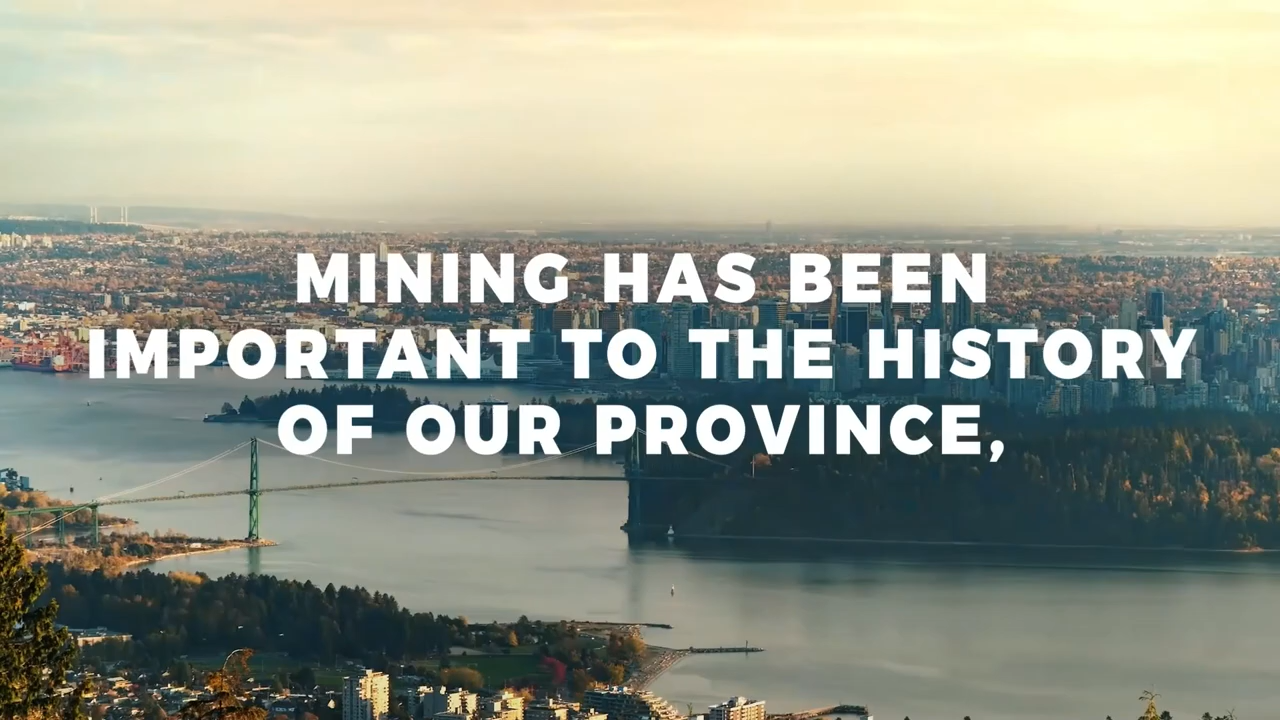 MINING HAS BEEN
IMPORTANT TO THE HISTORY
OF OUR PROVINCE,